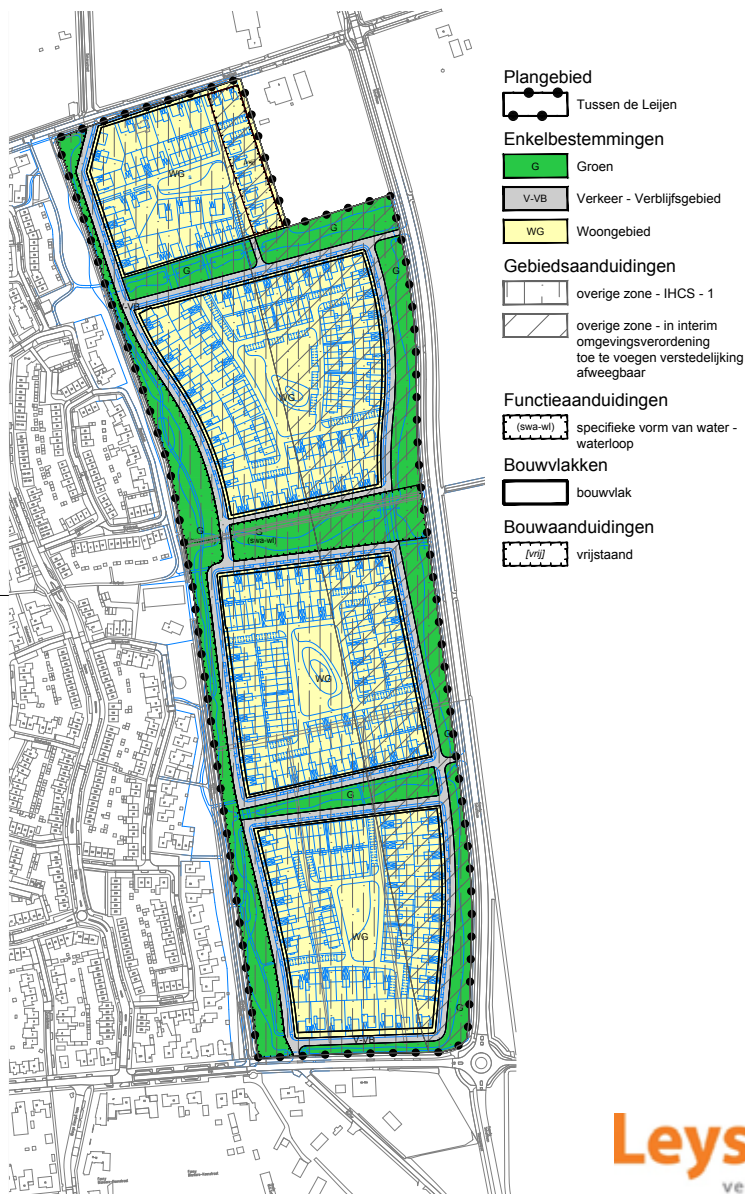 Plangebied
Tussen de Leijen
Enkelbestemmingen
G Groen
V-VB Verkeer - Verblijfsgebied
WG Woongebied
Gebiedsaanduidingen
overige zone - IHCS - 1
overige zone - in interim
omgevingsverordening
toe te voegen verstedelijking
afweegbaar
Functieaanduidingen
(swa-wl) specifieke vorm van water -
waterloop
Bouwvlakken
bouwvlak
Bouwaanduidingen
[vrij] vrijstaand
WG
G
G
G
V-VB
WG
G
G
(swa-wl)
WG
G
G
WG
G
V-VB
Leys
ve